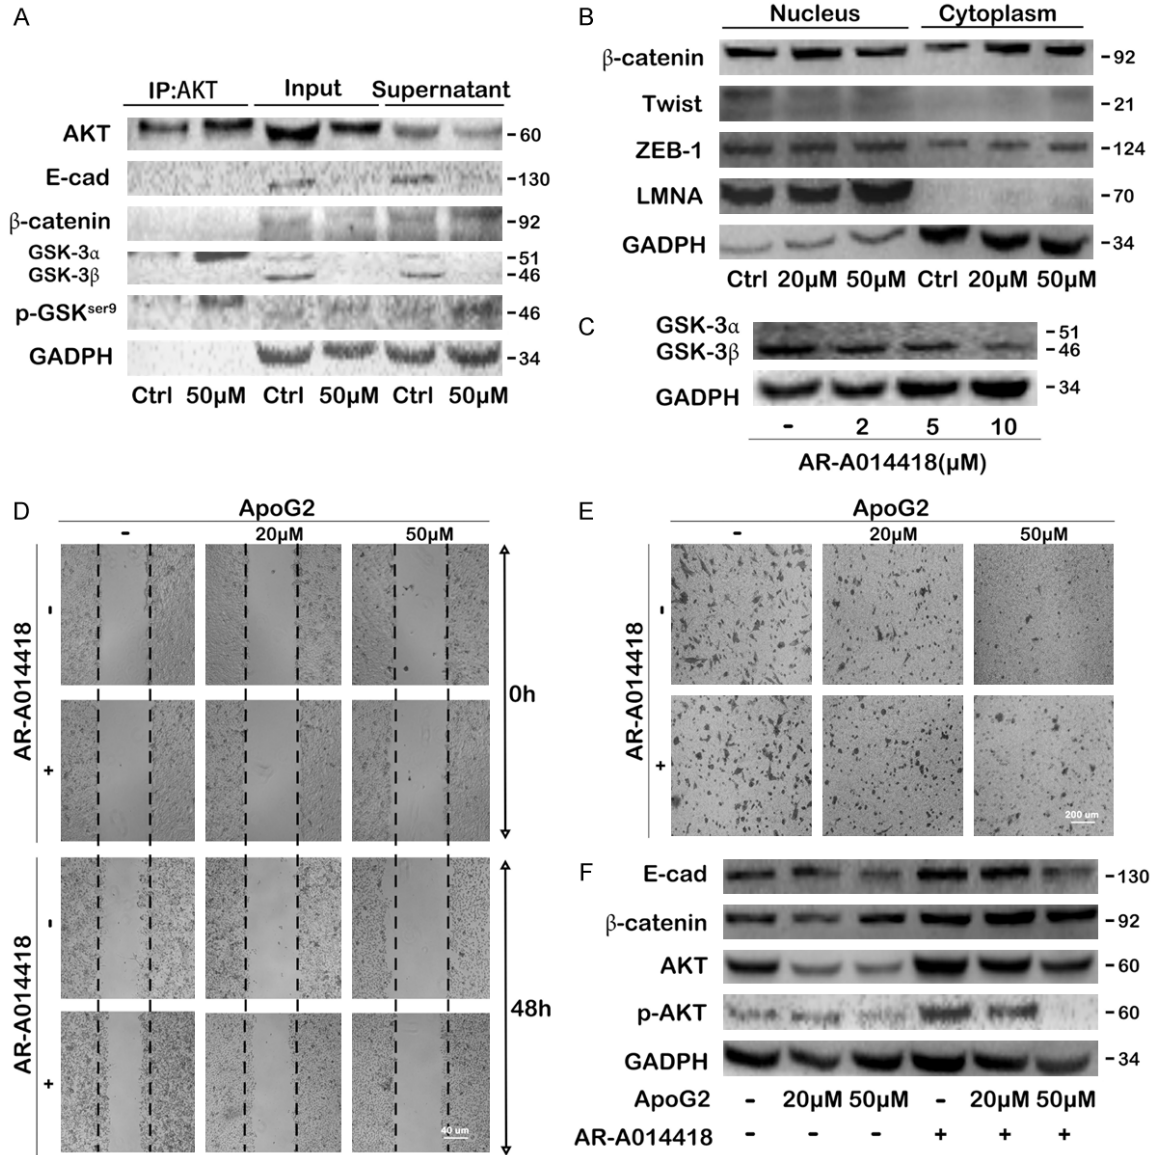 A
IP:AKT Input Supernatant
AKT -60
E-cad -130
β-catenin -92
GSK-3α -51
GSK-3β -46
p-GSKser9 -46
GADPH -34
Ctrl 50μM Ctrl 50μM Ctrl 50μM
B
Nucleus Cytoplasm
β-catenin -92
Twist -21
ZEB-1 -124
LMNA -70
GADPH -34
Ctrl 20μM 50μM Ctrl 20μM 50μM
C
GSK-3α -51
GSK-3β -46
GADPH -34
- 2 5 10
AR-A014418(μM)
D
ApoG2
- 20μM 50μM
AR-A014418
-
+
0h
AR-A014418
-
+
48h
40 um
E
ApoG2
- 20μM 50μM
AR-A014418
-
+
200 um
F
E-cad -130
β-catenin -92
AKT -60
p-AKT -60
GADPH -34
ApoG2 - 20μM 50μM - 20μM 50μM
AR-A014418 - - - + + +